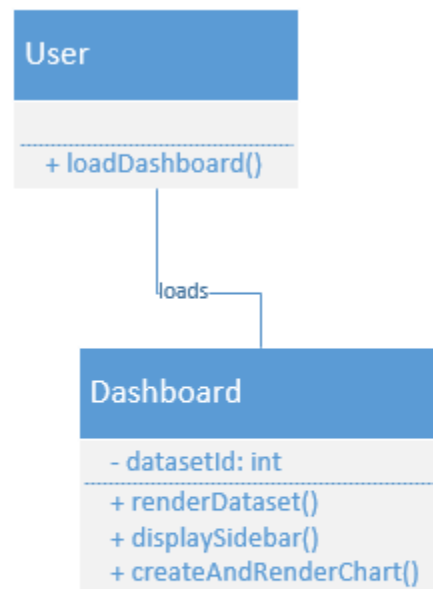 User
+ loadDashboard()
loads
Dashboard
- datasetId: int
+ renderDataset()
+ displaySidebar()
+ createAndRenderChart()